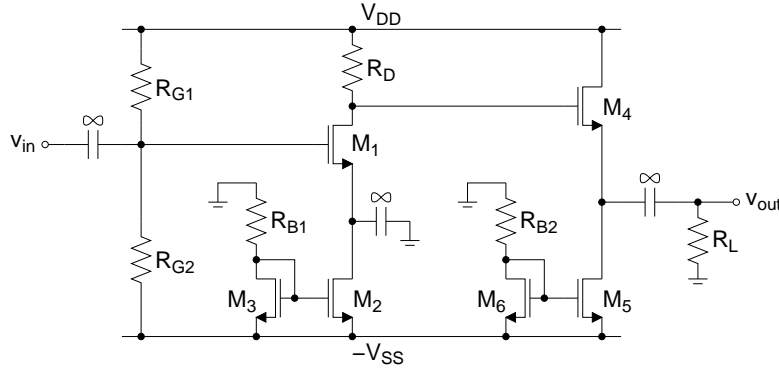 V_DD
R_G1
R_D
M_4
∞
v_in
M_1
∞
∞
v_out
R_B1
R_B2
R_L
R_G2
M_3
M_2
M_6
M_5
−V_SS